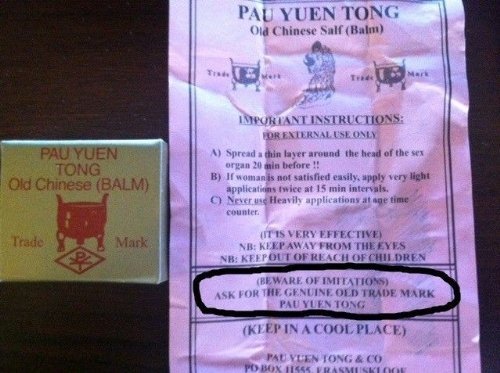 PAU YUEN
TONG
Old Chinese (BALM)
Trade Mark
PAU YUEN TONG
Old Chinese Salf (Balm)
Trade Mark
Trade Mark
IMPORTANT INSTRUCTIONS:
FOR EXTERNAL USE ONLY
A) Spread a thin layer around the head of the sex
organ 20 min before !!
B) If woman is not satisfied easily, apply very light
applications twice at 15 min intervals.
C) Never use Heavily applications at one time
counter.
(IT IS VERY EFFECTIVE)
NB: KEEP AWAY FROM THE EYES
NB: KEEP OUT OF REACH OF CHILDREN
(BEWARE OF IMITATIONS)
ASK FOR THE GENUINE OLD TRADE MARK
PAU YUEN TONG
(KEEP IN A COOL PLACE)
PAU YUEN TONG & CO
PO BOX 11555, ERASMUSKLOOF